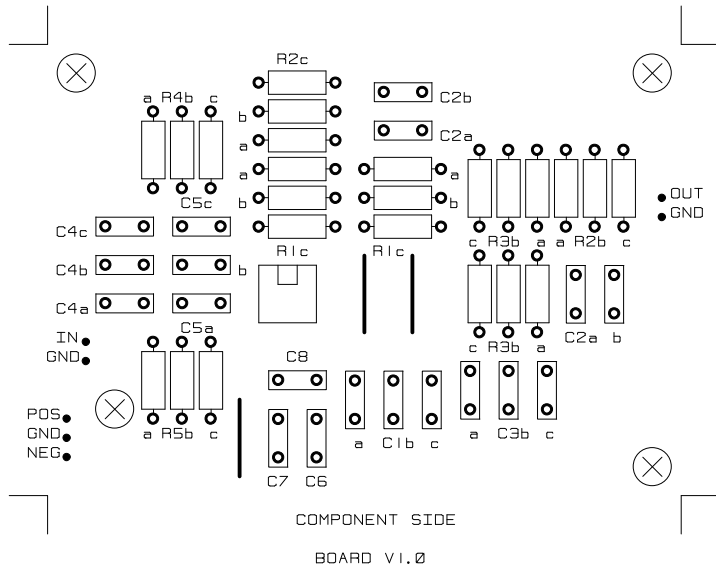 R2c
a R4b c
C2b
b
C2a
a
a
a
b
b
C5c
OUT
GND
C4c
R1c
R1c
c R3b a a R2b c
C4b
b
C4a
C5a
IN
GND
C2a b
c R3b a
C8
POS
GND
NEG
a R5b c
a C1b c
a C3b c
C7 C6
COMPONENT SIDE
BOARD V1.0